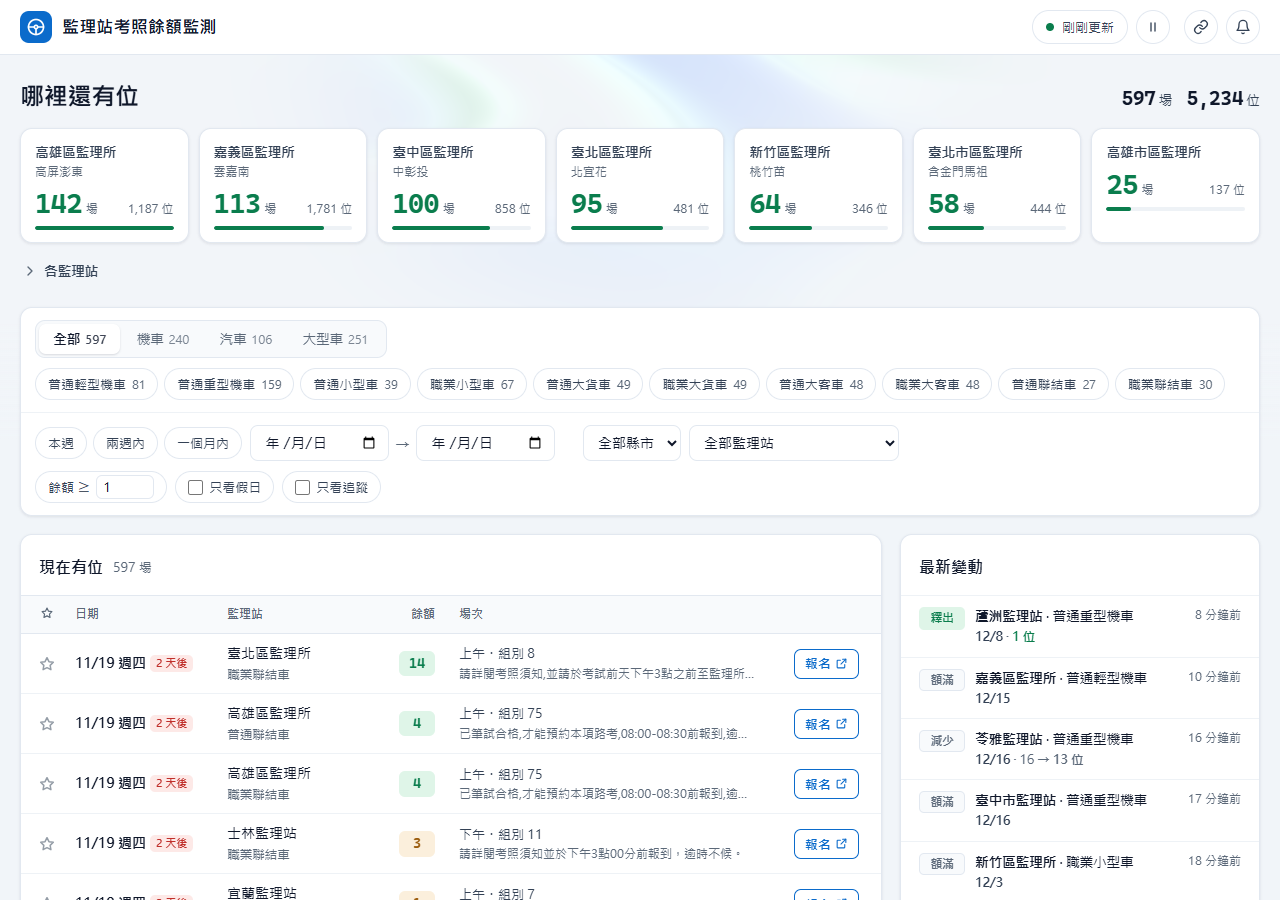 監理站考照餘額監測
剛剛更新
哪裡還有位
597 場 5,234 位
高雄區監理所
高屏澎東
142 場 1,187 位
嘉義區監理所
雲嘉南
113 場 1,781 位
臺中區監理所
中彰投
100 場 858 位
臺北區監理所
北宜花
95 場 481 位
新竹區監理所
桃竹苗
64 場 346 位
臺北市區監理所
含金門馬祖
58 場 444 位
高雄市區監理所
25 場 137 位
各監理站
全部 597 機車 240 汽車 106 大型車 251
普通輕型機車 81 普通重型機車 159 普通小型車 39 職業小型車 67 普通大貨車 49 職業大貨車 49 普通大客車 48 職業大客車 48 普通聯結車 27 職業聯結車 30
本週 兩週內 一個月內 年 /月/日 → 年 /月/日 全部縣市 全部監理站
餘額 ≥ 1 只看假日 只看追蹤
現在有位 597 場
日期 監理站 餘額 場次
11/19 週四 2 天後
臺北區監理所
職業聯結車
14
上午 · 組別 8
請詳閱考照須知,並請於考試前天下午3點之前至監理所…
報名
11/19 週四 2 天後
高雄區監理所
普通聯結車
4
上午 · 組別 75
已筆試合格,才能預約本項路考,08:00-08:30前報到,逾…
報名
11/19 週四 2 天後
高雄區監理所
職業聯結車
4
上午 · 組別 75
已筆試合格,才能預約本項路考,08:00-08:30前報到,逾…
報名
11/19 週四 2 天後
士林監理站
職業聯結車
3
下午 · 組別 11
請詳閱考照須知並於下午3點00分前報到，逾時不候。
報名
宜蘭監理站
上午 · 組別 7
最新變動
釋出
蘆洲監理站 · 普通重型機車
8 分鐘前
12/8 · 1 位
額滿
嘉義區監理所 · 普通輕型機車
10 分鐘前
12/15
減少
苓雅監理站 · 普通重型機車
16 分鐘前
12/16 · 16 → 13 位
額滿
臺中市監理站 · 普通重型機車
17 分鐘前
12/16
額滿
新竹區監理所 · 職業小型車
18 分鐘前
12/3